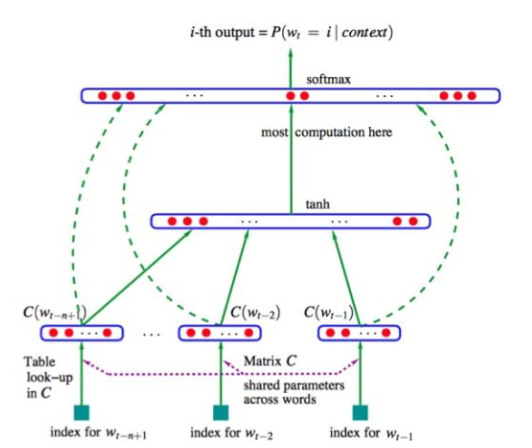 i-th output = P(w_t = i | context)
softmax
... ...
most computation here
tanh
... ...
C(w_{t−n+1}) C(w_{t−2}) C(w_{t−1})
... ... ... ...
Table Matrix C
look−up shared parameters
in C across words
index for w_{t−n+1} index for w_{t−2} index for w_{t−1}